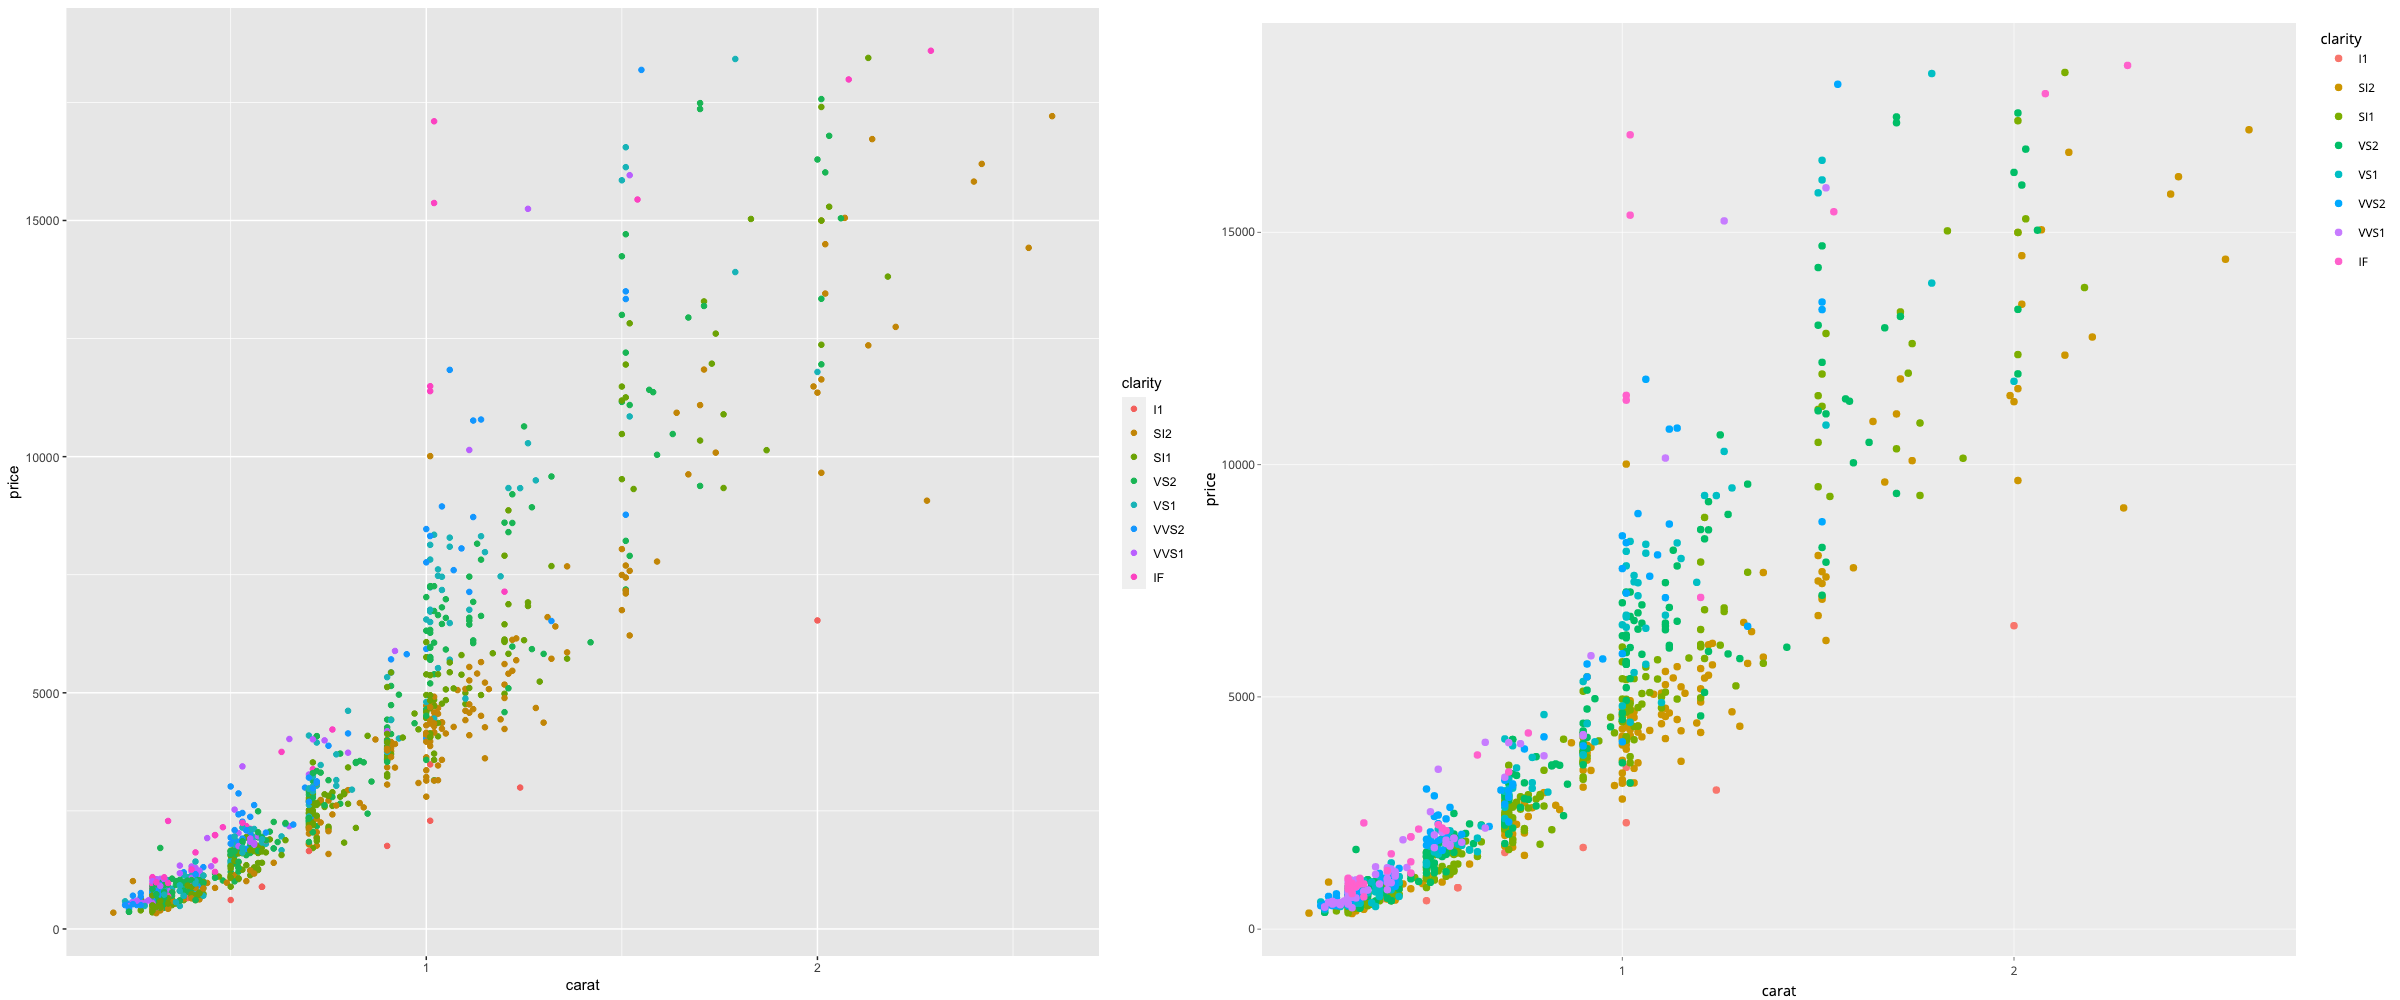 price
15000
10000
5000
0
1
2
carat
clarity
I1
SI2
SI1
VS2
VS1
VVS2
VVS1
IF
price
15000
10000
5000
0
1
2
carat
clarity
I1
SI2
SI1
VS2
VS1
VVS2
VVS1
IF